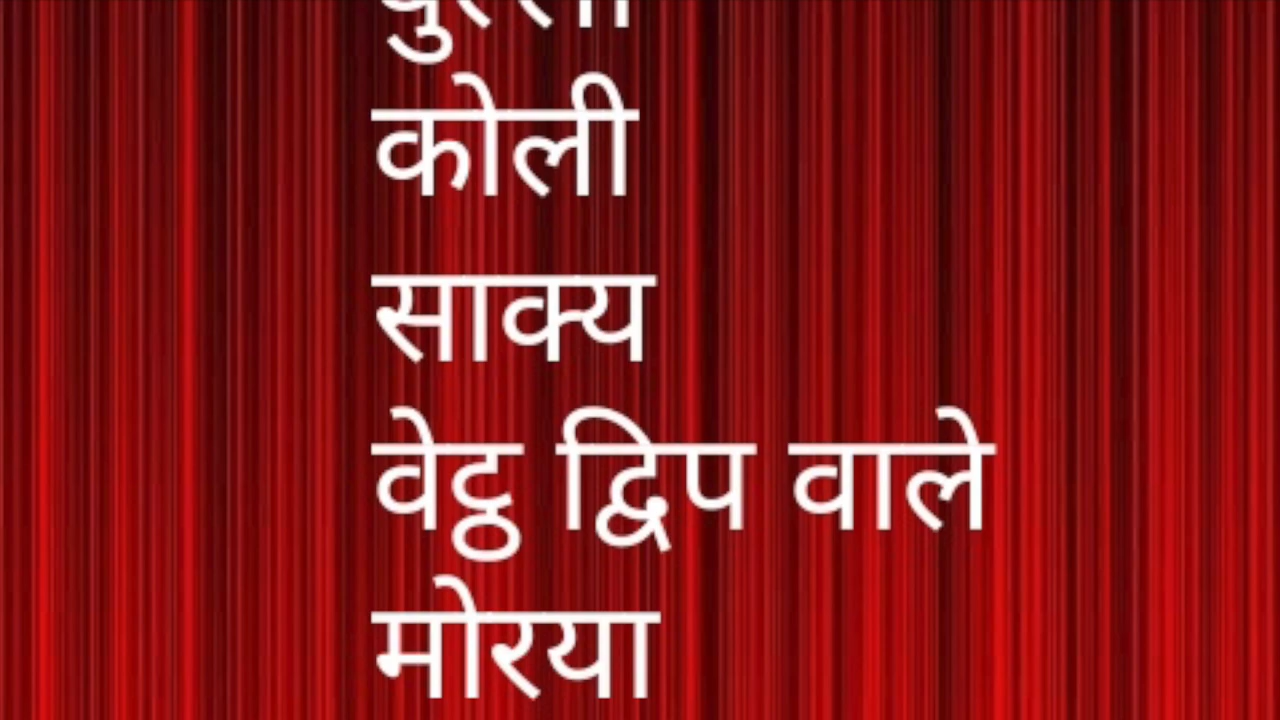 कोली
साक्य
वेट्ठ द्विप वाले
मोरया